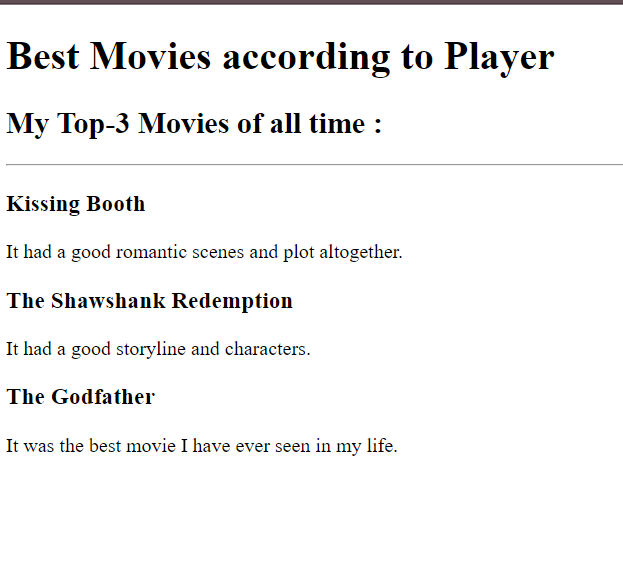 Best Movies according to Player
My Top-3 Movies of all time :
Kissing Booth
It had a good romantic scenes and plot altogether.
The Shawshank Redemption
It had a good storyline and characters.
The Godfather
It was the best movie I have ever seen in my life.